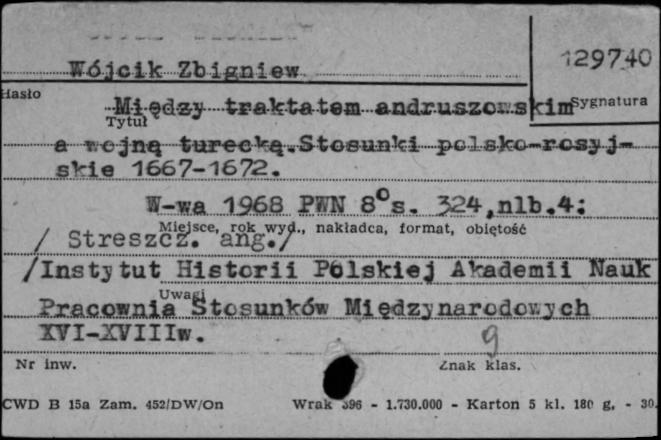 129740
Wójcik Zbigniew
Hasło
Sygnatura
Między traktatem andruszowskim
Tytuł
a wojną turecką.Stosunki polsko-rosyj-
skie 1667-1672.
W-wa 1968 PWN 8°s. 324,nlb.4:
Miejsce, rok wyd., nakładca, format, objętość
/ Streszcz. ang./
/Instytut Historii Polskiej Akademii Nauk
Uwagi
Pracownia Stosunków Międzynarodowych
XVI-XVIIIw.
g
Nr inw.
Znak klas.
CWD B 15a Zam. 452/DW/On Wrak 396 - 1.730.000 - Karton 5 kl. 180 g. - 30.